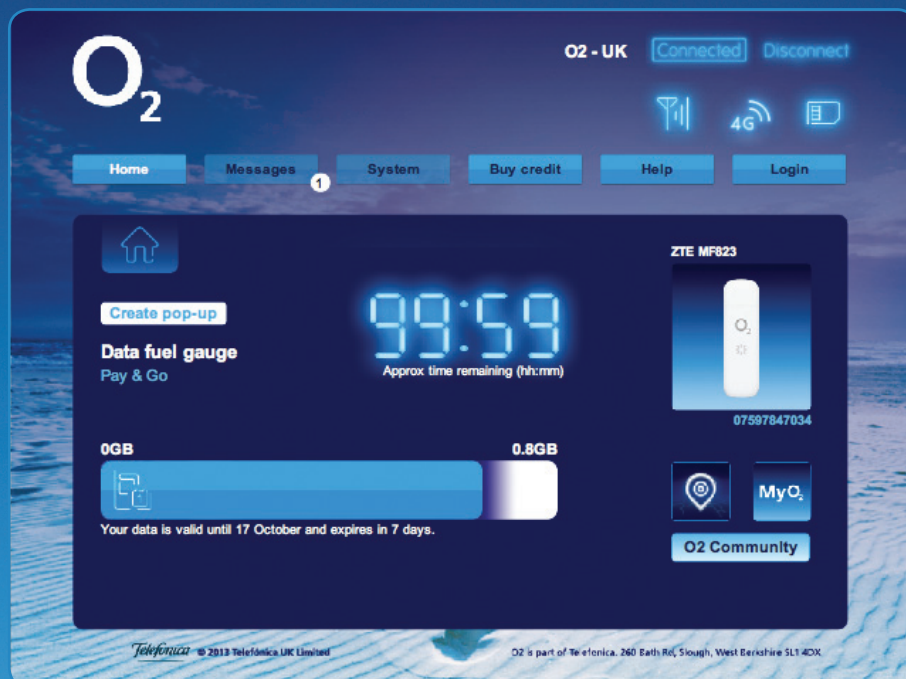 O2
O2 - UK Connected Disconnect
4G
Home Messages 1 System Buy credit Help Login
ZTE MF823
99:59
Create pop-up
O2
Approx time remaining (hh:mm)
Data fuel gauge
Pay & Go
07597847034
0GB 0.8GB
MyO2
Your data is valid until 17 October and expires in 7 days.
O2 Community
Telefónica © 2013 Telefónica UK Limited
O2 is part of Telefonica. 260 Bath Rd, Slough, West Berkshire SL1 4DX